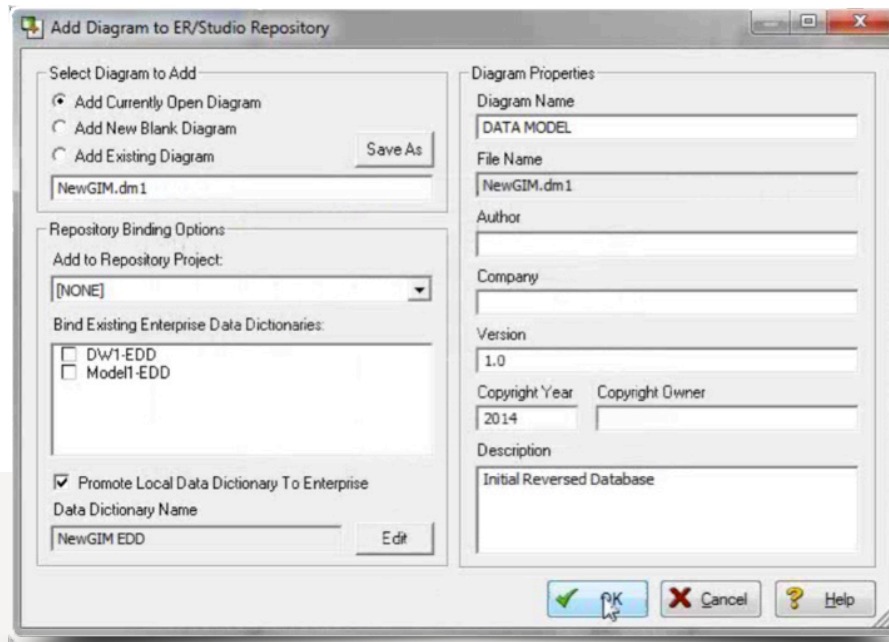 Add Diagram to ER/Studio Repository
Select Diagram to Add
Add Currently Open Diagram
Add New Blank Diagram
Add Existing Diagram
Save As
NewGIM.dm1
Repository Binding Options
Add to Repository Project:
[NONE]
Bind Existing Enterprise Data Dictionaries:
DW1-EDD
Model1-EDD
Promote Local Data Dictionary To Enterprise
Data Dictionary Name
NewGIM EDD
Edit
Diagram Properties
Diagram Name
DATA MODEL
File Name
NewGIM.dm1
Author
Company
Version
1.0
Copyright Year Copyright Owner
2014
Description
Initial Reversed Database
OK Cancel Help